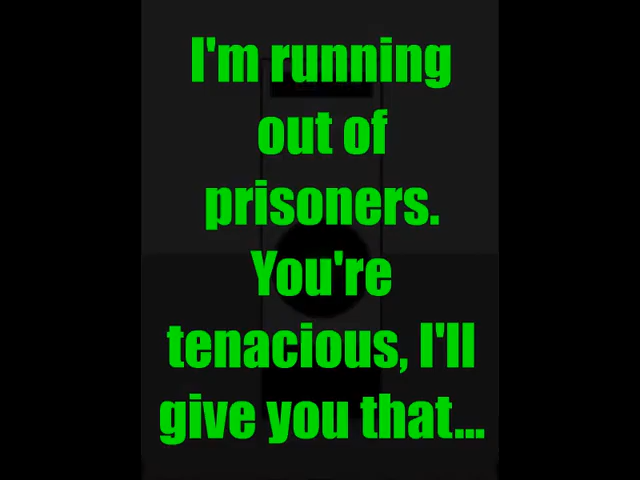 I'm running
out of
prisoners.
You're
tenacious, I'll
give you that...